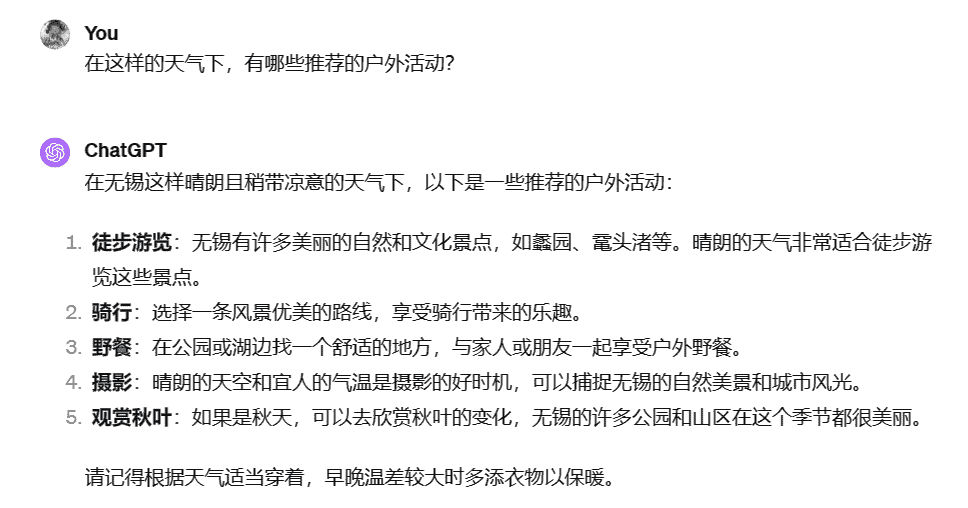 You
在这样的天气下，有哪些推荐的户外活动？
ChatGPT
在无锡这样晴朗且稍带凉意的天气下，以下是一些推荐的户外活动：
1. 徒步游览：无锡有许多美丽的自然和文化景点，如蠡园、鼋头渚等。晴朗的天气非常适合徒步游
览这些景点。
2. 骑行：选择一条风景优美的路线，享受骑行带来的乐趣。
3. 野餐：在公园或湖边找一个舒适的地方，与家人或朋友一起享受户外野餐。
4. 摄影：晴朗的天空和宜人的气温是摄影的好时机，可以捕捉无锡的自然美景和城市风光。
5. 观赏秋叶：如果是秋天，可以去欣赏秋叶的变化，无锡的许多公园和山区在这个季节都很美丽。
请记得根据天气适当穿着，早晚温差较大时多添衣物以保暖。